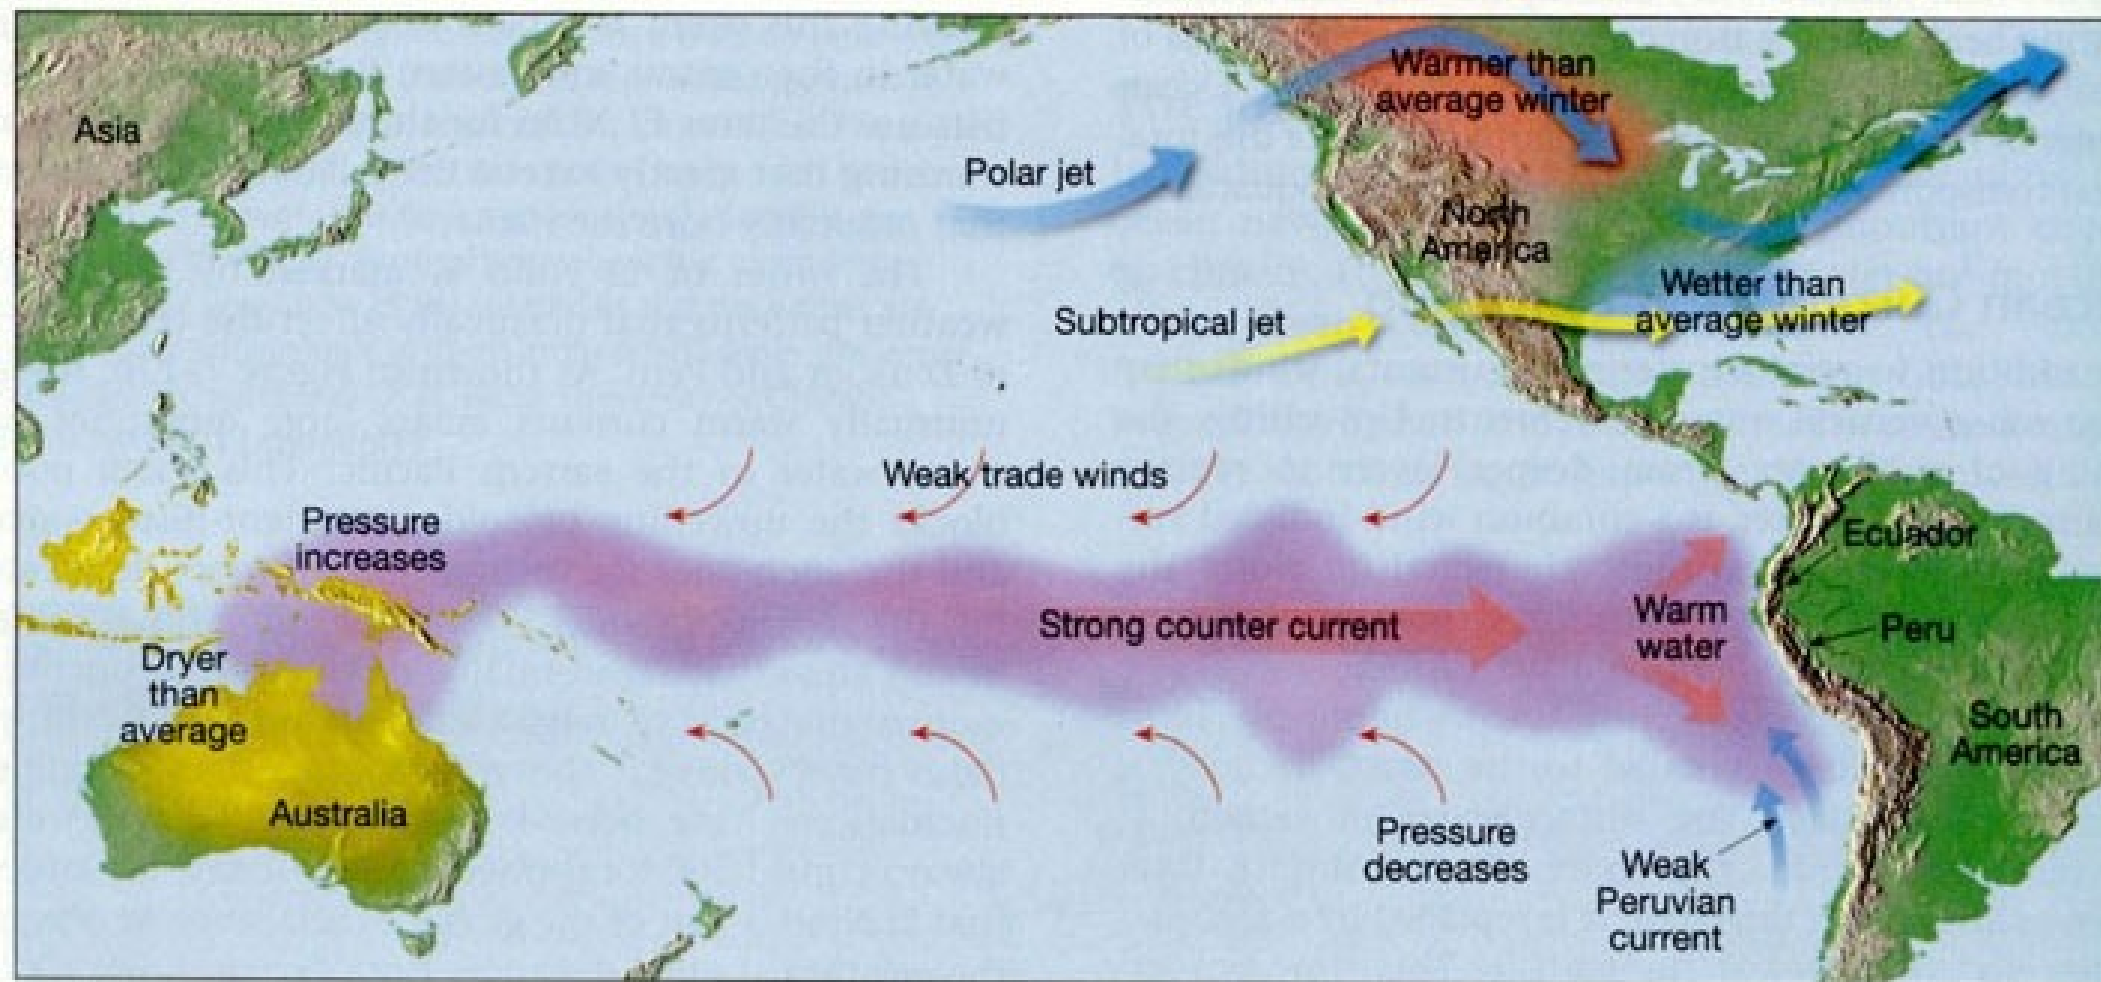 Asia
Warmer than
average winter
Polar jet
North
America
Wetter than
average winter
Subtropical jet
Weak trade winds
Pressure
increases
Ecuador
Strong counter current
Warm
water
Peru
Dryer
than
average
South
America
Australia
Pressure
decreases
Weak
Peruvian
current